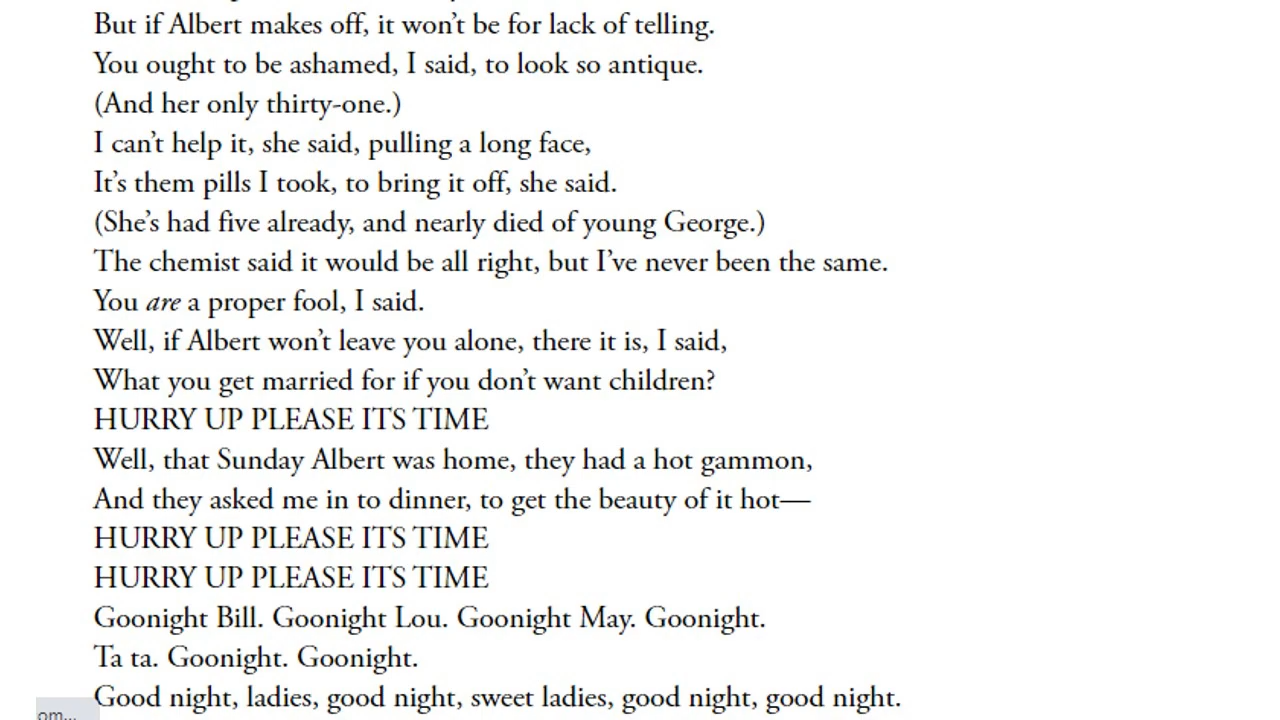 But if Albert makes off, it won’t be for lack of telling.
You ought to be ashamed, I said, to look so antique.
(And her only thirty-one.)
I can’t help it, she said, pulling a long face,
It’s them pills I took, to bring it off, she said.
(She’s had five already, and nearly died of young George.)
The chemist said it would be all right, but I’ve never been the same.
You are a proper fool, I said.
Well, if Albert won’t leave you alone, there it is, I said,
What you get married for if you don’t want children?
HURRY UP PLEASE ITS TIME
Well, that Sunday Albert was home, they had a hot gammon,
And they asked me in to dinner, to get the beauty of it hot—
HURRY UP PLEASE ITS TIME
HURRY UP PLEASE ITS TIME
Goonight Bill. Goonight Lou. Goonight May. Goonight.
Ta ta. Goonight. Goonight.
Good night, ladies, good night, sweet ladies, good night, good night.
om...